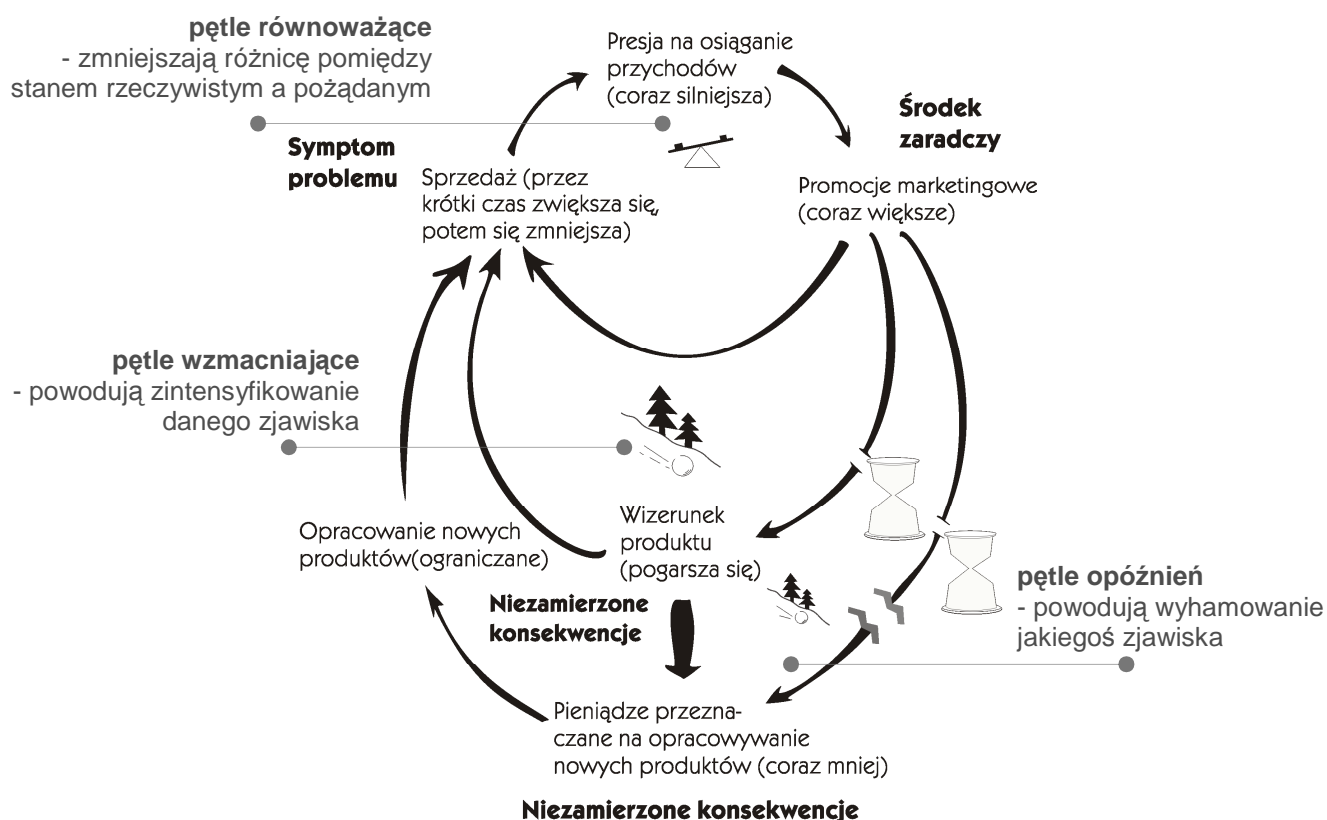 pętle równoważące
- zmniejszają różnicę pomiędzy
stanem rzeczywistym a pożądanym
Presja na osiąganie
przychodów
(coraz silniejsza)
Środek
zaradczy
Symptom
problemu
Sprzedaż (przez
krótki czas zwiększa się,
potem się zmniejsza)
Promocje marketingowe
(coraz większe)
pętle wzmacniające
- powodują zintensyfikowanie
danego zjawiska
Opracowanie nowych
produktów(ograniczane)
Wizerunek
produktu
(pogarsza się)
Niezamierzone
konsekwencje
pętle opóźnień
- powodują wyhamowanie
jakiegoś zjawiska
Pieniądze przezna-
czane na opracowywanie
nowych produktów (coraz mniej)
Niezamierzone konsekwencje